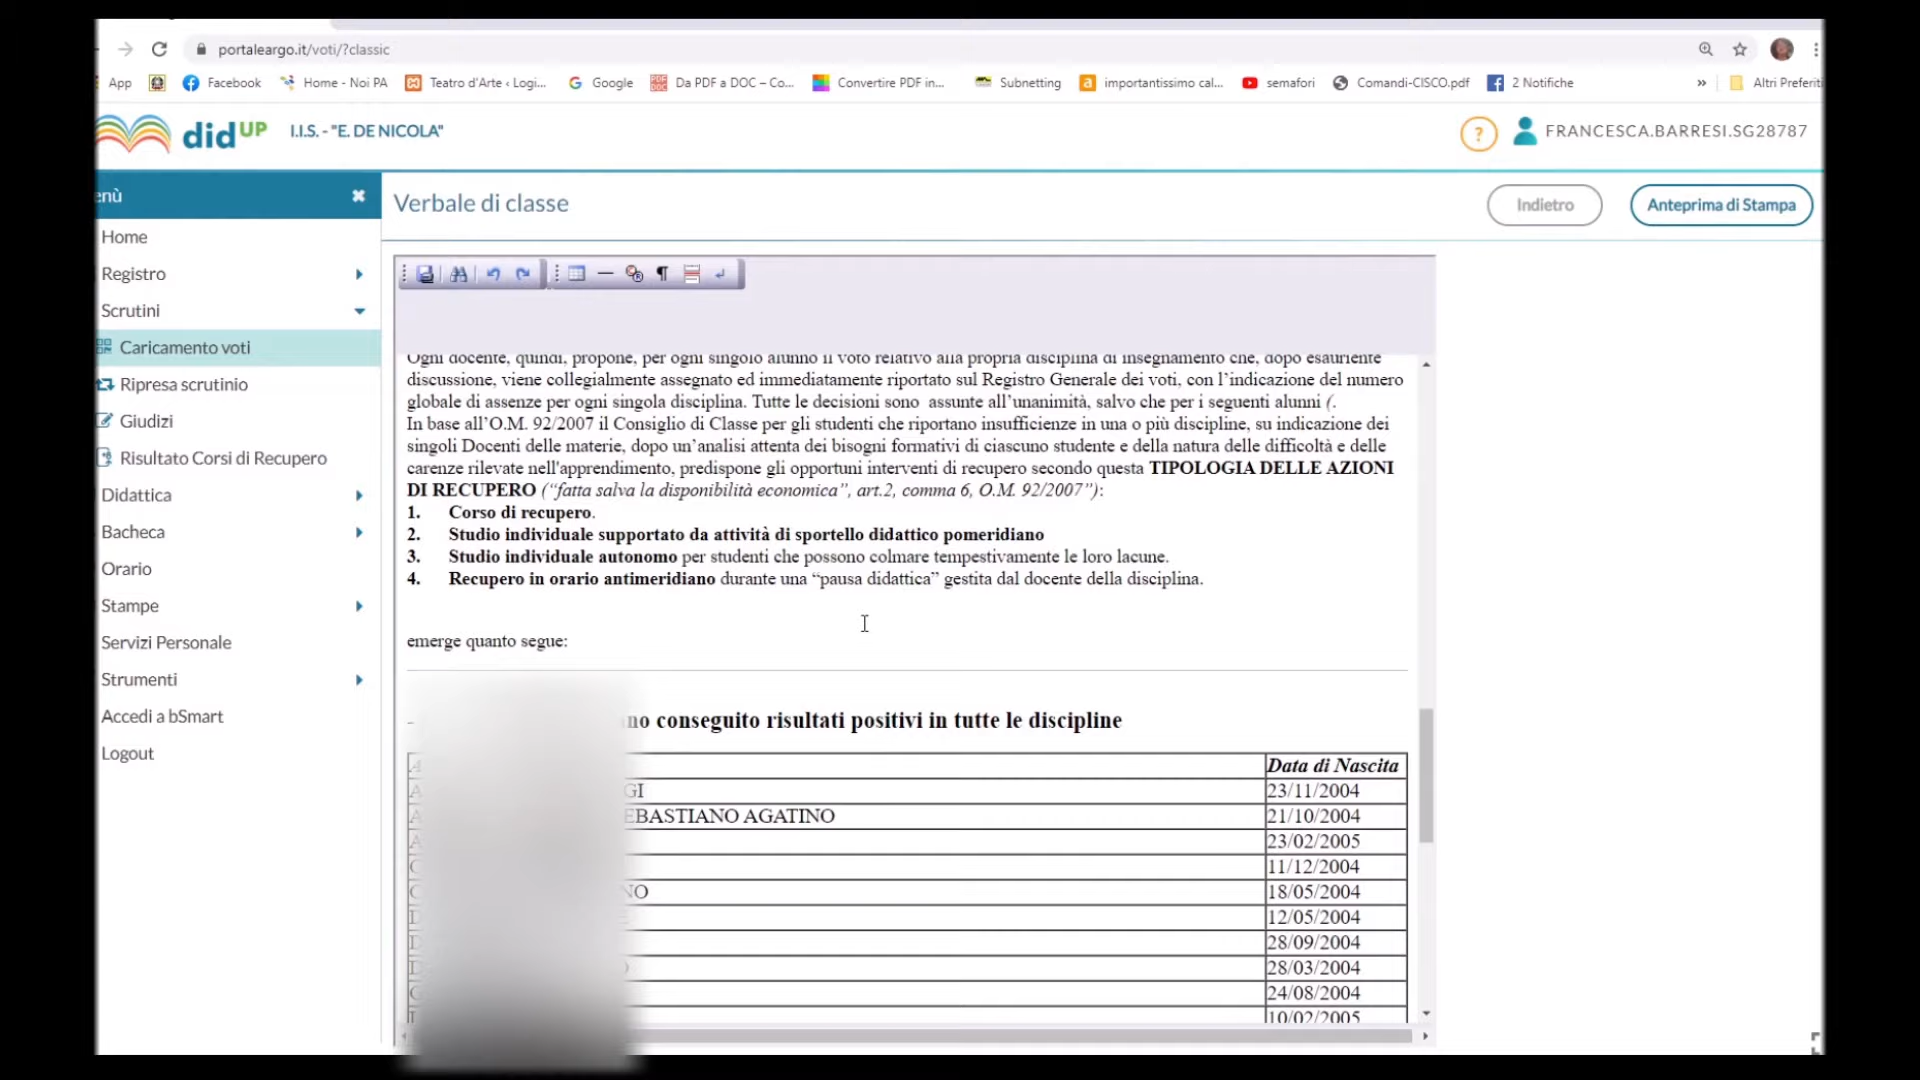 portaleargo.it/voti/?classic
App Facebook Home - Noi PA Teatro d'Arte ‹ Logi... Google Da PDF a DOC – Co... Convertire PDF in... Subnetting importantissimo cal... semafori Comandi-CISCO.pdf 2 Notifiche » Altri Preferiti
didUP I.I.S. - "E. DE NICOLA" ? FRANCESCA.BARRESI.SG28787
enù
Verbale di classe Indietro Anteprima di Stampa
Home
Registro
Scrutini
Caricamento voti
Ripresa scrutinio
Giudizi
Risultato Corsi di Recupero
Didattica
Bacheca
Orario
Stampe
Servizi Personale
Strumenti
Accedi a bSmart
Logout
Ogni docente, quindi, propone, per ogni singolo alunno il voto relativo alla propria disciplina di insegnamento che, dopo esauriente
discussione, viene collegialmente assegnato ed immediatamente riportato sul Registro Generale dei voti, con l’indicazione del numero
globale di assenze per ogni singola disciplina. Tutte le decisioni sono assunte all’unanimità, salvo che per i seguenti alunni (.
In base all’O.M. 92/2007 il Consiglio di Classe per gli studenti che riportano insufficienze in una o più discipline, su indicazione dei
singoli Docenti delle materie, dopo un’analisi attenta dei bisogni formativi di ciascuno studente e della natura delle difficoltà e delle
carenze rilevate nell'apprendimento, predispone gli opportuni interventi di recupero secondo questa TIPOLOGIA DELLE AZIONI
DI RECUPERO (“fatta salva la disponibilità economica”, art.2, comma 6, O.M. 92/2007”):
1. Corso di recupero.
2. Studio individuale supportato da attività di sportello didattico pomeridiano
3. Studio individuale autonomo per studenti che possono colmare tempestivamente le loro lacune.
4. Recupero in orario antimeridiano durante una “pausa didattica” gestita dal docente della disciplina.
emerge quanto segue:
no conseguito risultati positivi in tutte le discipline
Data di Nascita
GI 23/11/2004
EBASTIANO AGATINO 21/10/2004
23/02/2005
11/12/2004
NO 18/05/2004
12/05/2004
28/09/2004
28/03/2004
24/08/2004
10/02/2005